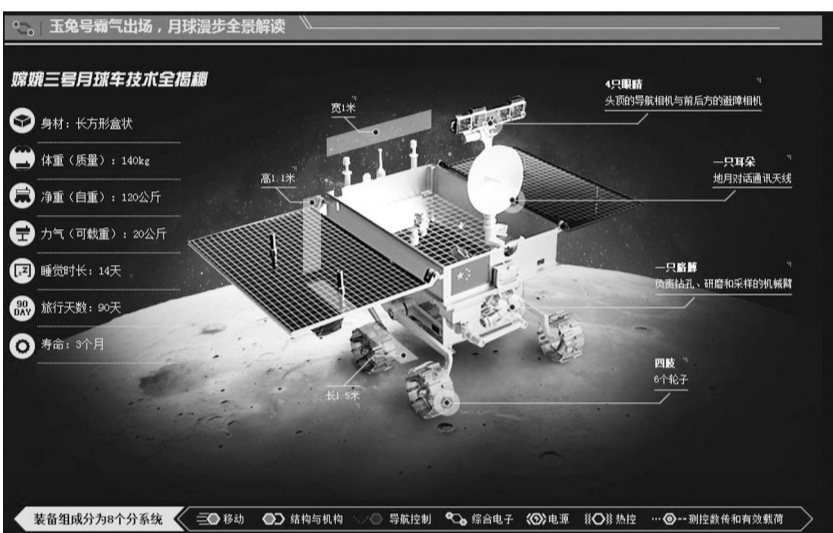 玉兔号霸气出场，月球漫步全景解读
嫦娥三号月球车技术全揭秘
身材：长方形盒状
体重（质量）：140kg
净重（自重）：120公斤
力气（可载重）：20公斤
睡觉时长：14天
90
DAY
旅行天数：90天
寿命：3个月
宽1米
高1.1米
长1.5米
4只眼睛
头顶的导航相机与前后方的避障相机
一只耳朵
地月对话通讯天线
一只胳膊
负责钻孔、研磨和采样的机械臂
四肢
6个轮子
装备组成分为8个分系统
移动
结构与机构
导航控制
综合电子
电源
热控
测控数传和有效载荷